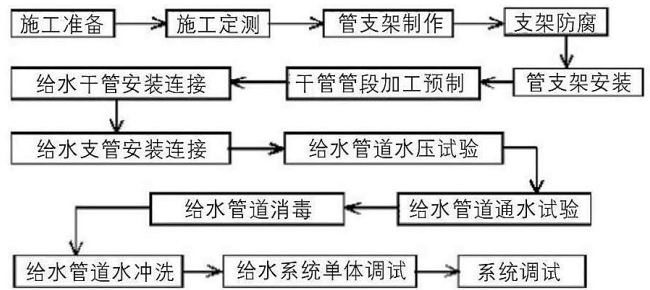 施工准备
施工定测
管支架制作
支架防腐
管支架安装
干管管段加工预制
给水干管安装连接
给水支管安装连接
给水管道水压试验
给水管道通水试验
给水管道消毒
给水管道水冲洗
给水系统单体调试
系统调试